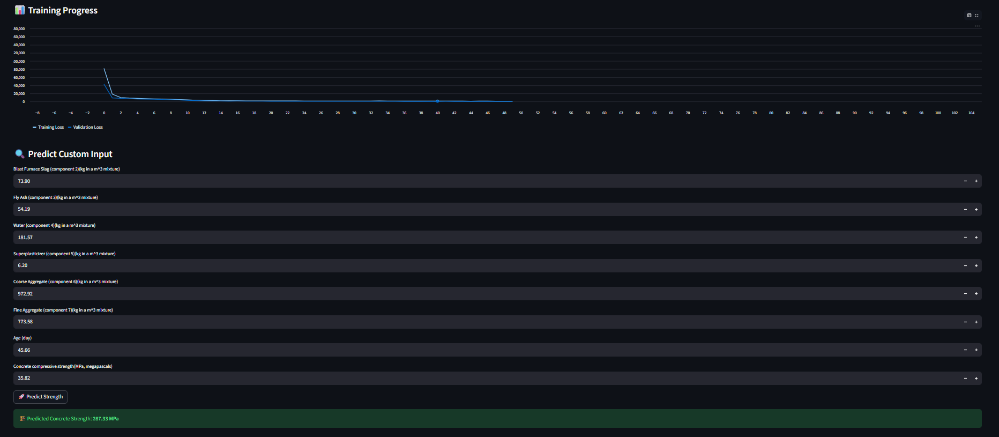 Training Progress
80,000
60,000
40,000
20,000
00,000
80,000
60,000
40,000
20,000
0
−8 −6 −4 −2 0 2 4 6 8 10 12 14 16 18 20 22 24 26 28 30 32 34 36 38 40 42 44 46 48 50 52 54 56 58 60 62 64 66 68 70 72 74 76 78 80 82 84 86 88 90 92 94 96 98 100 102 104
Training Loss Validation Loss
Predict Custom Input
Blast Furnace Slag (component 2)(kg in a m^3 mixture)
73.90
Fly Ash (component 3)(kg in a m^3 mixture)
54.19
Water (component 4)(kg in a m^3 mixture)
181.57
Superplasticizer (component 5)(kg in a m^3 mixture)
6.20
Coarse Aggregate (component 6)(kg in a m^3 mixture)
972.92
Fine Aggregate (component 7)(kg in a m^3 mixture)
773.58
Age (day)
45.66
Concrete compressive strength(MPa, megapascals)
35.82
Predict Strength
Predicted Concrete Strength: 287.33 MPa